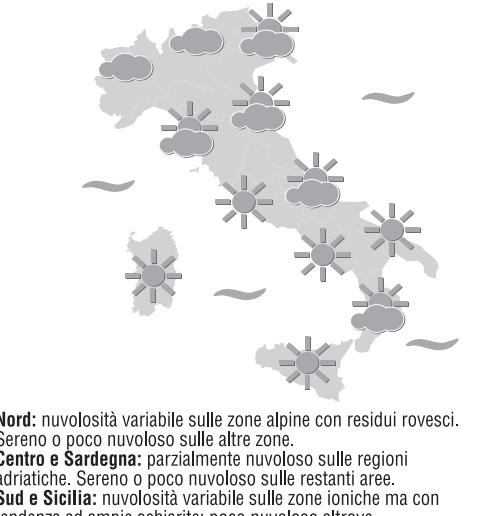 Nord: nuvolosità variabile sulle zone alpine con residui rovesci.
Sereno o poco nuvoloso sulle altre zone.
Centro e Sardegna: parzialmente nuvoloso sulle regioni
adriatiche. Sereno o poco nuvoloso sulle restanti aree.
Sud e Sicilia: nuvolosità variabile sulle zone ioniche ma con
tendenza ad ampie schiarite; poco nuvoloso altrove.